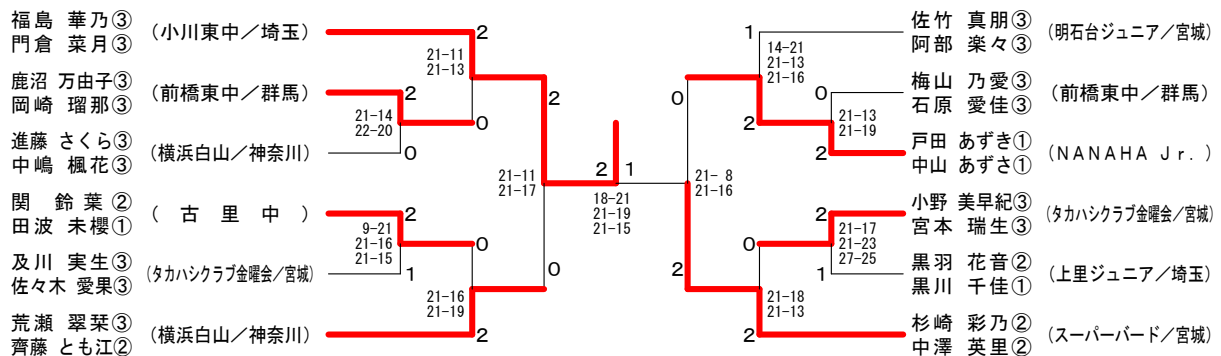 福島 華乃③
門倉 菜月③
(小川東中／埼玉)
2
21-11
21-13
鹿沼 万由子③
岡崎 瑠那③
(前橋東中／群馬)
2
21-14
22-20
0
2
進藤 さくら③
中嶋 楓花③
(横浜白山／神奈川)
0
21-11
21-17
関 鈴葉②
田波 未櫻①
( 古 里 中 )
2
9-21
21-16
21-15
0
及川 実生③
佐々木 愛果③
(タカハシクラブ金曜会／宮城)
1
0
21-16
21-19
荒瀬 翠栞③
齊藤 とも江②
(横浜白山／神奈川)
2
2
1
18-21
21-19
21-15
佐竹 真朋③
阿部 楽々③
(明石台ジュニア／宮城)
1
14-21
21-13
21-16
0
梅山 乃愛③
石原 愛佳③
(前橋東中／群馬)
0
21-13
21-19
2
戸田 あずき①
中山 あずさ①
(NANAHA Jr.)
2
21- 8
21-16
小野 美早紀③
宮本 瑞生③
(タカハシクラブ金曜会／宮城)
2
21-17
21-23
27-25
0
黒羽 花音②
黒川 千佳①
(上里ジュニア／埼玉)
1
2
21-18
21-13
杉崎 彩乃②
中澤 英里②
(スーパーバード／宮城)
2